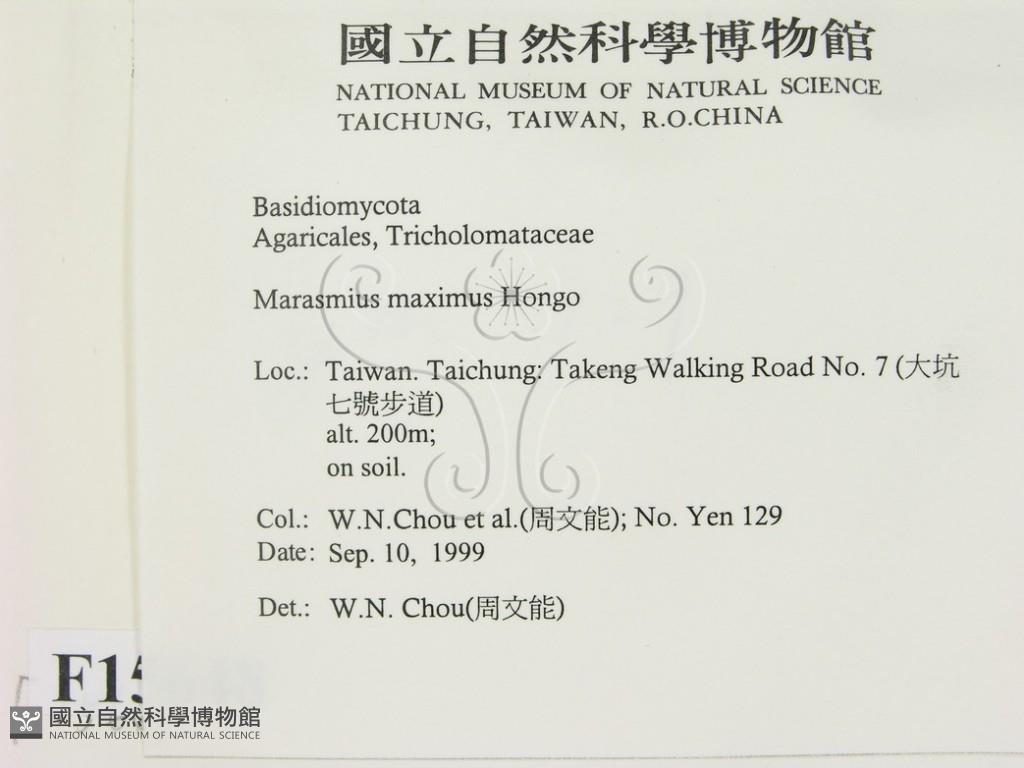 國立自然科學博物館
NATIONAL MUSEUM OF NATURAL SCIENCE
TAICHUNG, TAIWAN, R.O.CHINA
Basidiomycota
Agaricales, Tricholomataceae
Marasmius maximus Hongo
Loc.: Taiwan. Taichung: Takeng Walking Road No. 7 (大坑
七號步道)
alt. 200m;
on soil.
Col.: W.N.Chou et al.(周文能); No. Yen 129
Date: Sep. 10, 1999
Det.: W.N. Chou(周文能)
F15
國立自然科學博物館
NATIONAL MUSEUM OF NATURAL SCIENCE